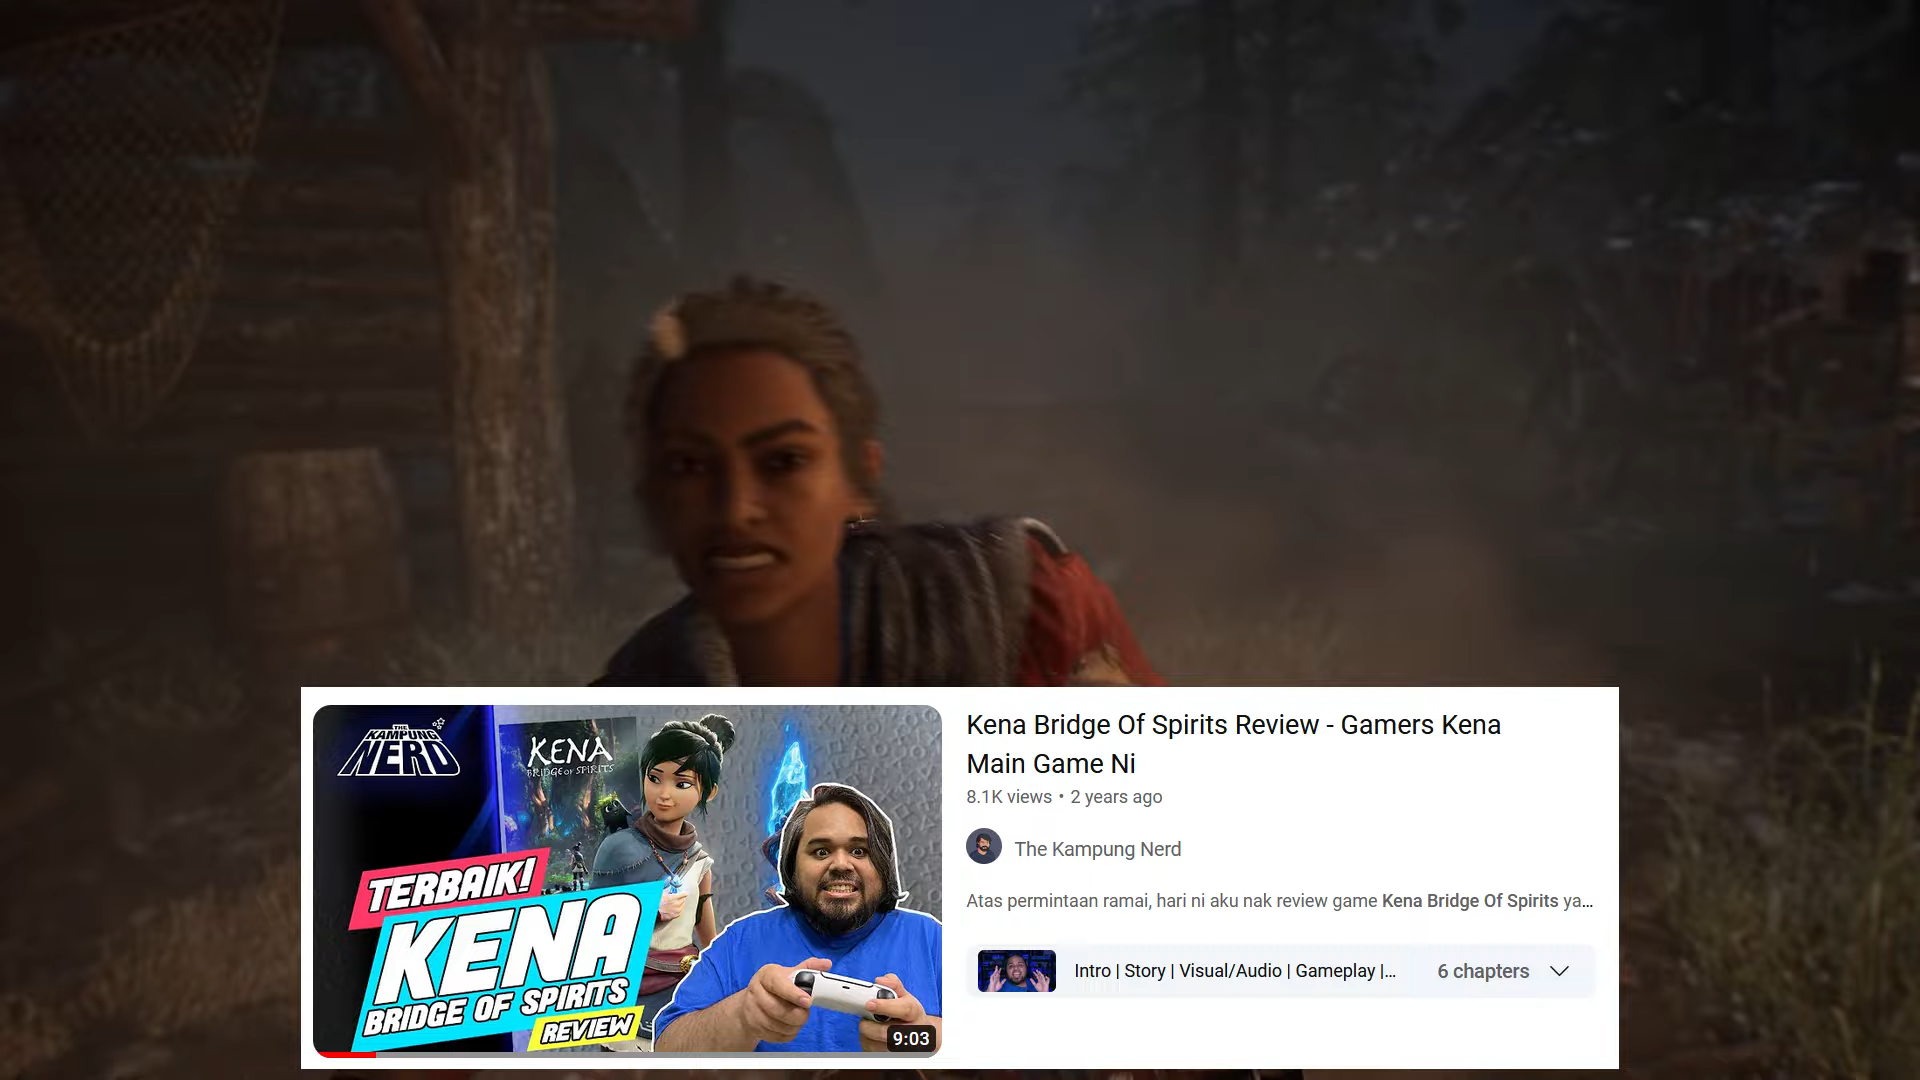 THE
KAMPUNG
NERD
KENA
BRIDGE OF SPIRITS
TERBAIK!
KENA
BRIDGE OF SPIRITS
REVIEW
9:03
Kena Bridge Of Spirits Review - Gamers Kena
Main Game Ni
8.1K views • 2 years ago
The Kampung Nerd
Atas permintaan ramai, hari ni aku nak review game Kena Bridge Of Spirits ya...
Intro | Story | Visual/Audio | Gameplay |... 6 chapters